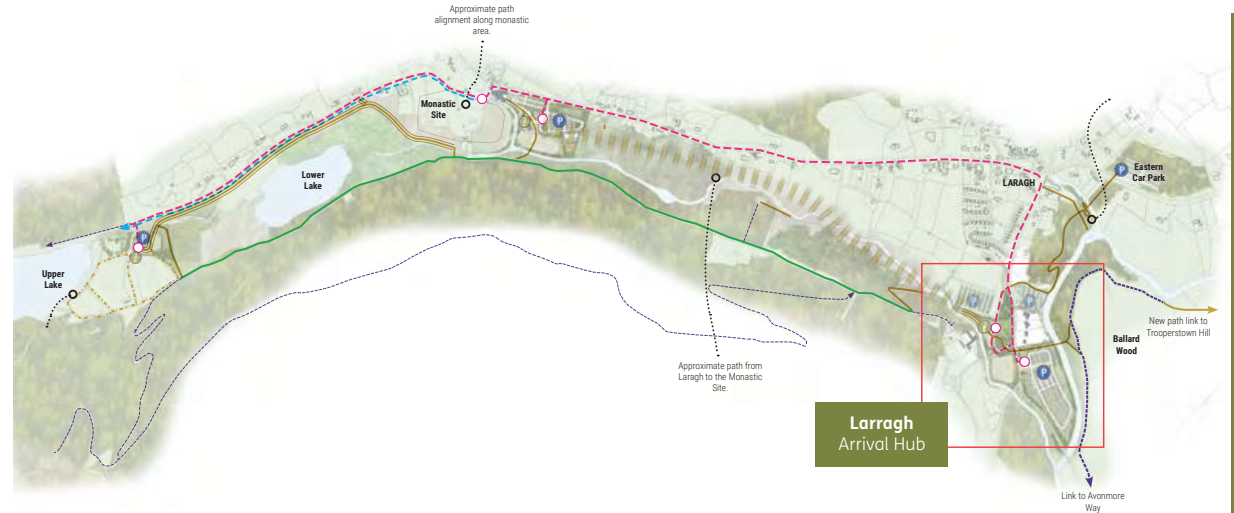 Approximate path
alignment along monastic
area.
Monastic
Site
P
Lower
Lake
LARAGH
Eastern
Car Park
P
P
Upper
Lake
P
P
New path link to
Trooperstown Hill
Ballard
Wood
Approximate path from
Laragh to the Monastic
Site.
P
Larragh
Arrival Hub
Link to Avonmore
Way